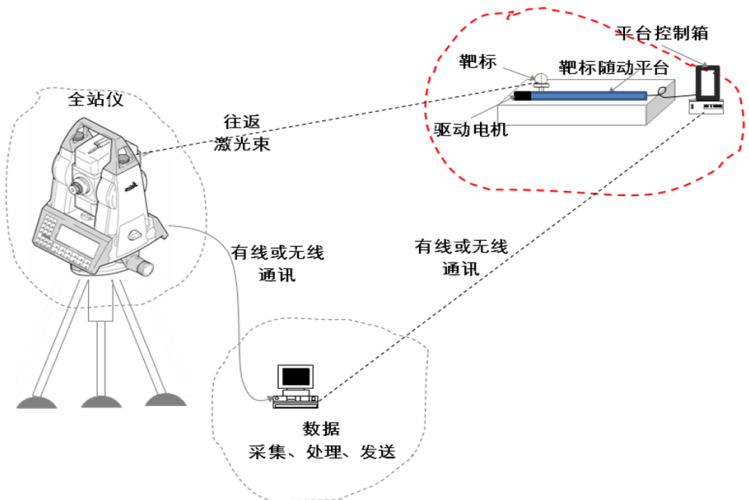 平台控制箱
靶标
靶标随动平台
全站仪
往返
激光束
驱动电机
有线或无线
通讯
有线或无线
通讯
数据
采集、处理、发送